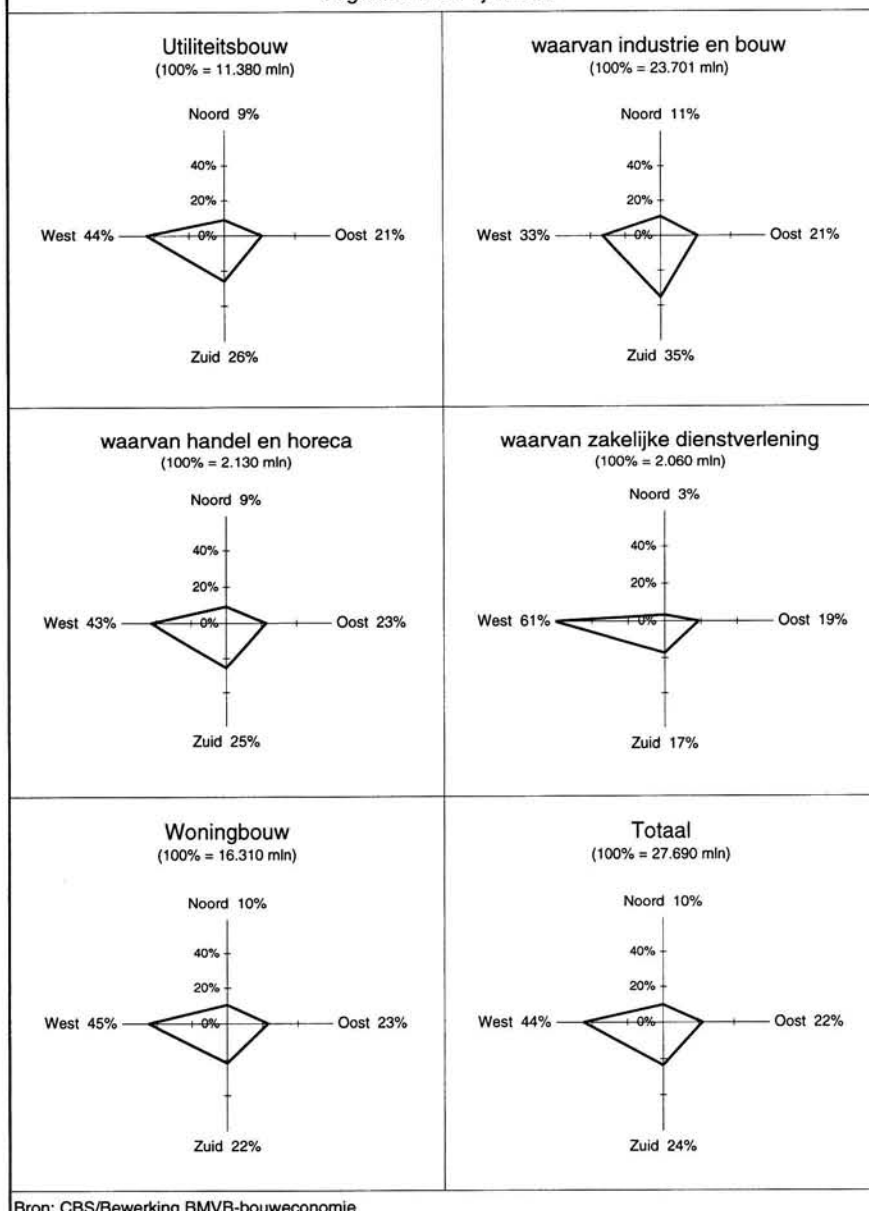 Utiliteitsbouw
(100% = 11.380 mln)
Noord 9%
40%
20%
West 44%
0%
Oost 21%
Zuid 26%
waarvan industrie en bouw
(100% = 23.701 mln)
Noord 11%
40%
20%
West 33%
0%
Oost 21%
Zuid 35%
waarvan handel en horeca
(100% = 2.130 mln)
Noord 9%
40%
20%
West 43%
0%
Oost 23%
Zuid 25%
waarvan zakelijke dienstverlening
(100% = 2.060 mln)
Noord 3%
40%
20%
West 61%
0%
Oost 19%
Zuid 17%
Woningbouw
(100% = 16.310 mln)
Noord 10%
40%
20%
West 45%
0%
Oost 23%
Zuid 22%
Totaal
(100% = 27.690 mln)
Noord 10%
40%
20%
West 44%
0%
Oost 22%
Zuid 24%
Bron: CBS/Bewerking BMVB-bouweconomie